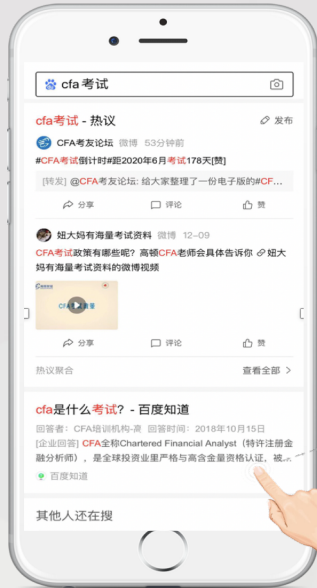 cfa 考试
cfa考试 - 热议
发布
CFA考友论坛 微博 53分钟前
#CFA考试倒计时#距2020年6月考试178天[赞]
[转发] @CFA考友论坛: 给大家整理了一份电子版的#CF...
分享 评论 赞
妞大妈有海量考试资料 微博 12-09
CFA考试政策有哪些呢？高顿CFA老师会具体告诉你 妞大
妈有海量考试资料的微博视频
分享 评论 赞
热议聚合 查看全部 >
cfa是什么考试？- 百度知道
回答者：CFA培训机构-高 回答时间：2018年10月15日
[企业回答] CFA全称Chartered Financial Analyst（特许注册金
融分析师），是全球投资业里严格与高含金量资格认证，被...
百度知道
其他人还在搜